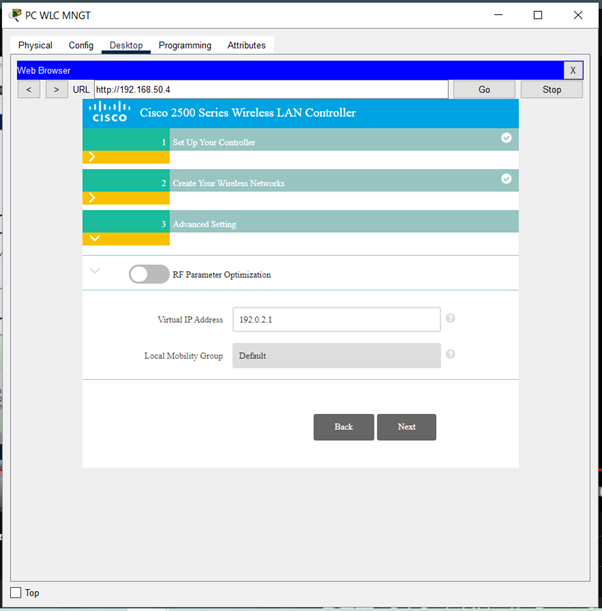 PC WLC MNGT
Physical Config Desktop Programming Attributes
Web Browser X
< > URL http://192.168.50.4 Go Stop
CISCO Cisco 2500 Series Wireless LAN Controller
1 Set Up Your Controller
2 Create Your Wireless Networks
3 Advanced Setting
RF Parameter Optimization
Virtual IP Address 192.0.2.1 ?
Local Mobility Group Default ?
Back Next
Top